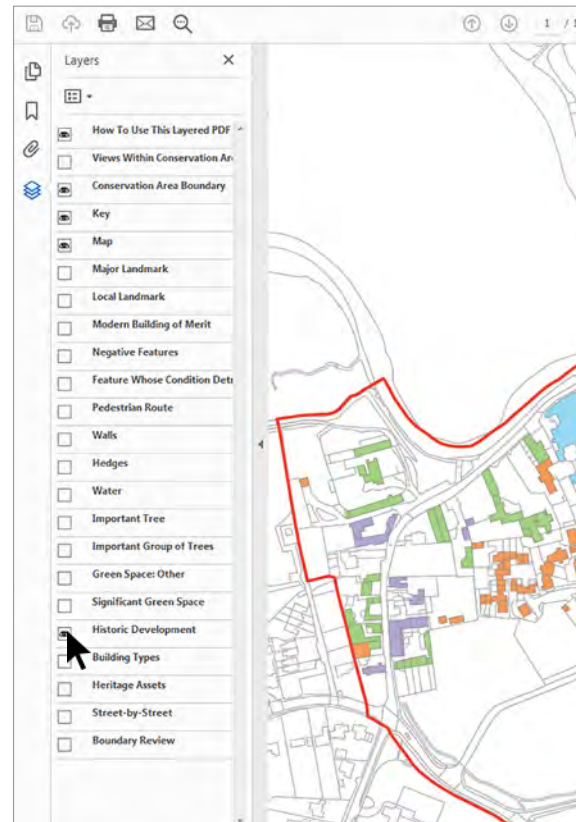 1 /
Layers
How To Use This Layered PDF
Views Within Conservation
Conservation Area Boundary
Key
Map
Major Landmark
Local Landmark
Modern Building of Merit
Negative Features
Feature Whose Condition
Pedestrian Route
Walls
Hedges
Water
Important Tree
Important Group of Trees
Green Space: Other
Significant Green Space
Historic Development
Building Types
Heritage Assets
Street-by-Street
Boundary Review